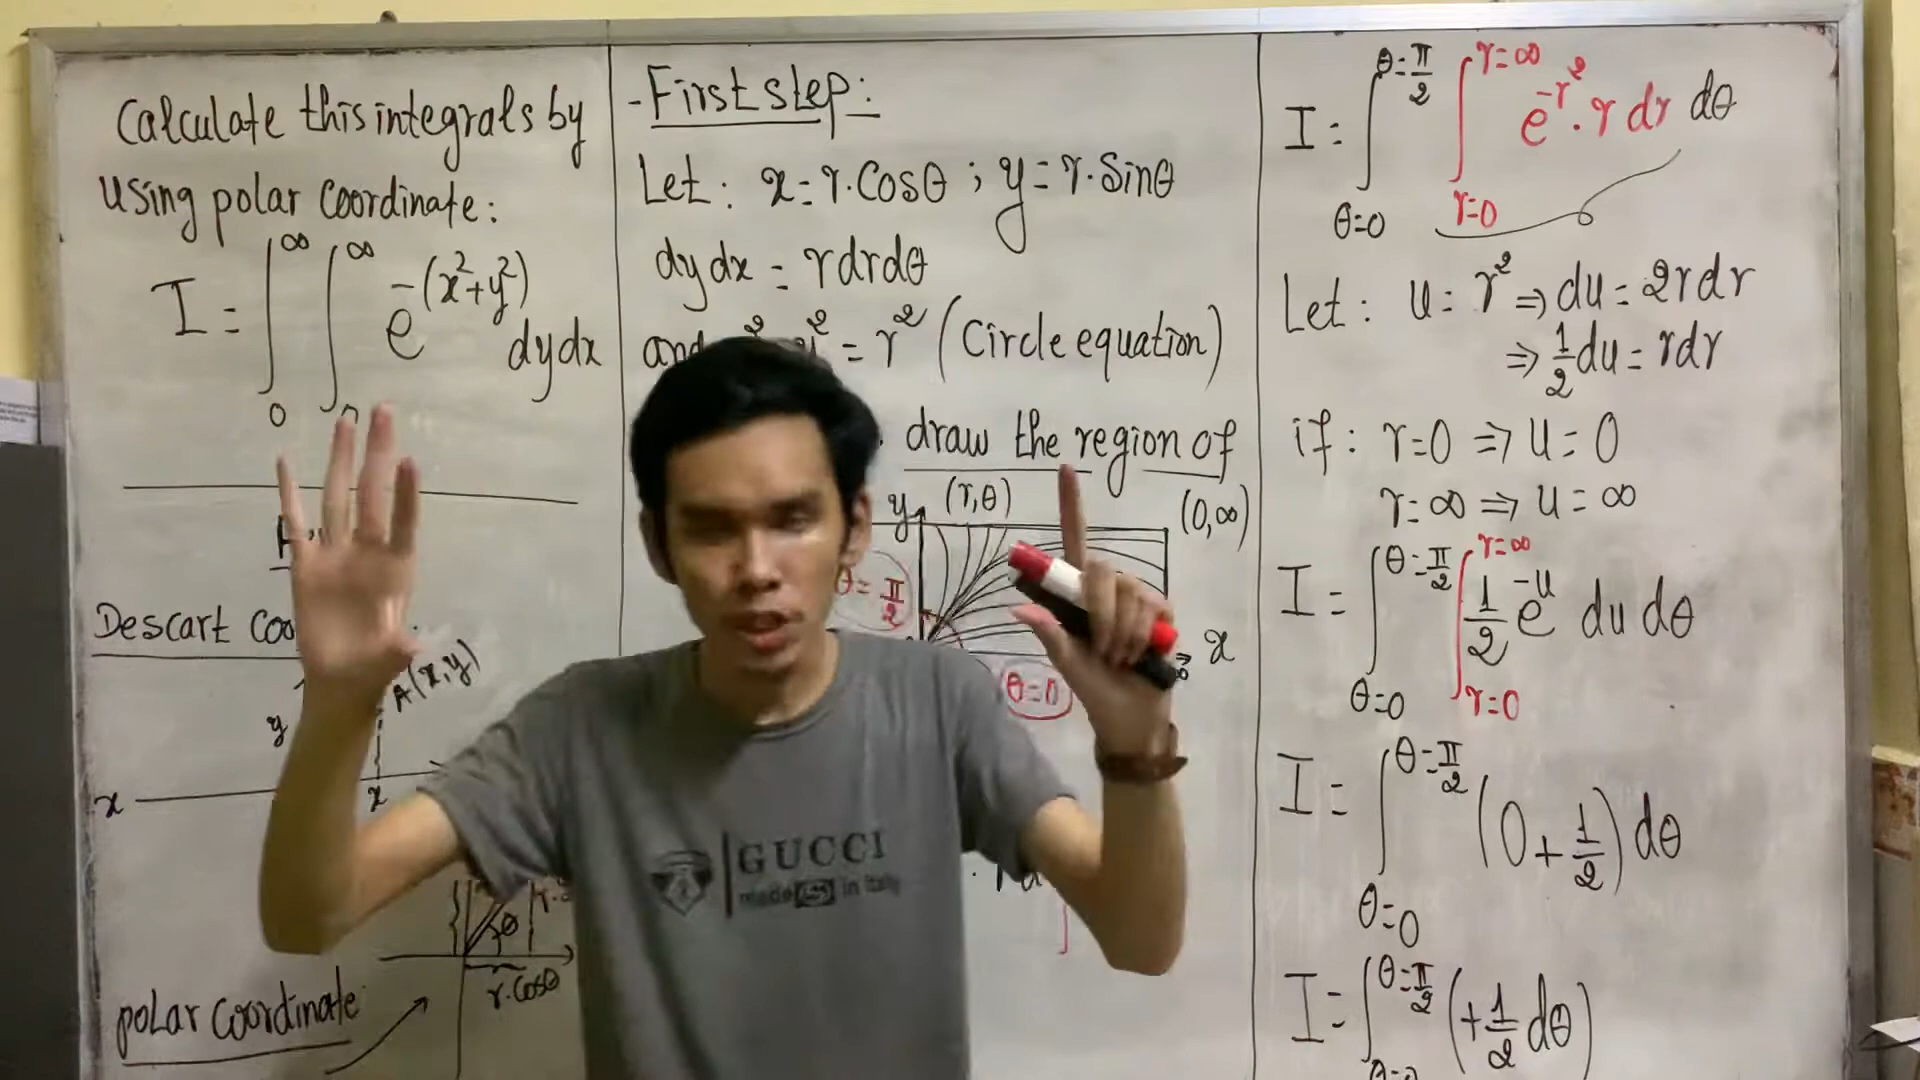 Calculate this integrals by
using polar coordinate:
I = ∫₀^∞ ∫^∞ e^-(x²+y²) dydx
Descart
A(x,y)
y
x
x
θ
r.Cosθ
polar coordinate
- First step:
Let: x=r.Cosθ ; y=r.Sinθ
dydx = rdrdθ
and ² ² = r² (Circle equation)
draw the region of
y (r,θ) (0,∞)
θ=π/2
x
θ=0
GUCCI
made in italy
I = ∫_{θ=0}^{θ=π/2} ∫_{r=0}^{r=∞} e^-r² . r dr dθ
Let: u = r² ⇒ du = 2rdr
⇒ 1/2 du = rdr
if: r=0 ⇒ u = 0
r=∞ ⇒ u = ∞
I = ∫_{θ=0}^{θ=π/2} ∫_{r=0}^{r=∞} 1/2 e^-u du dθ
I = ∫_{θ=0}^{θ=π/2} (0 + 1/2) dθ
I = ∫^{θ=π/2} (+1/2 dθ)